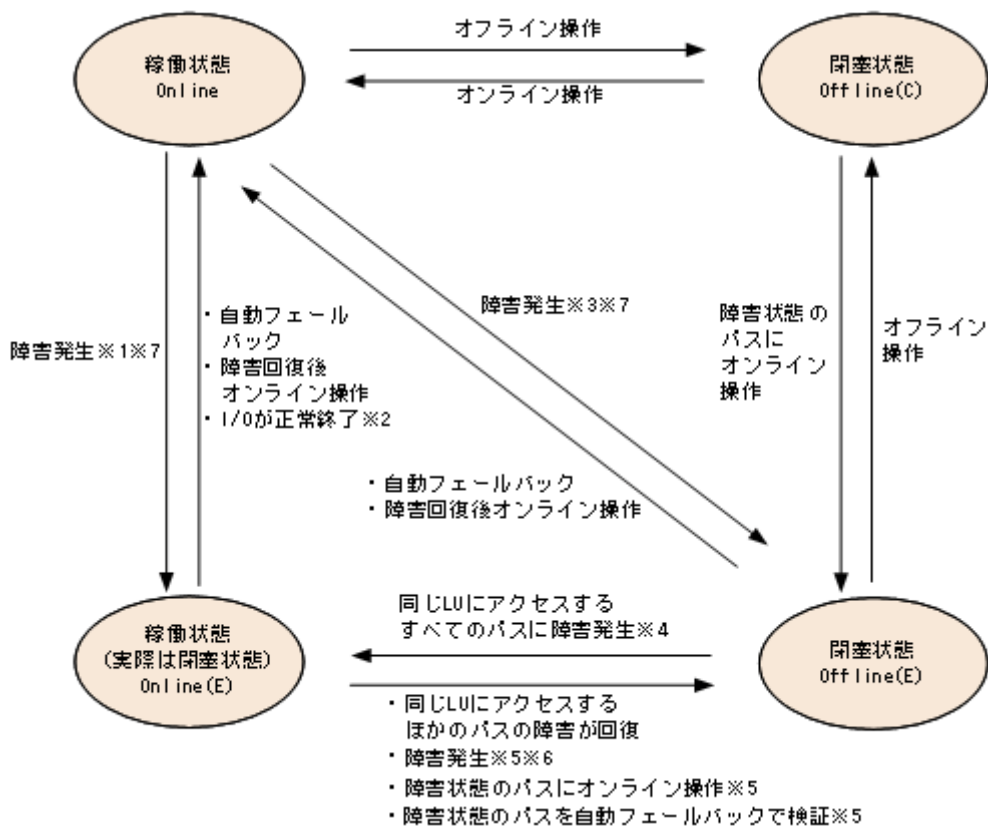 稼働状態
Online
オフライン操作
オンライン操作
閉塞状態
Offline(C)
障害発生※1※7
・自動フェール
バック
・障害回復後
オンライン操作
・I/Oが正常終了※2
障害発生※3※7
・自動フェールバック
・障害回復後オンライン操作
障害状態の
パスに
オンライン
操作
オフライン
操作
稼働状態
(実際は閉塞状態)
Online(E)
同じLUにアクセスする
すべてのパスに障害発生※4
・同じLUにアクセスする
ほかのパスの障害が回復
・障害発生※5※6
・障害状態のパスにオンライン操作※5
・障害状態のパスを自動フェールバックで検証※5
閉塞状態
Offline(E)